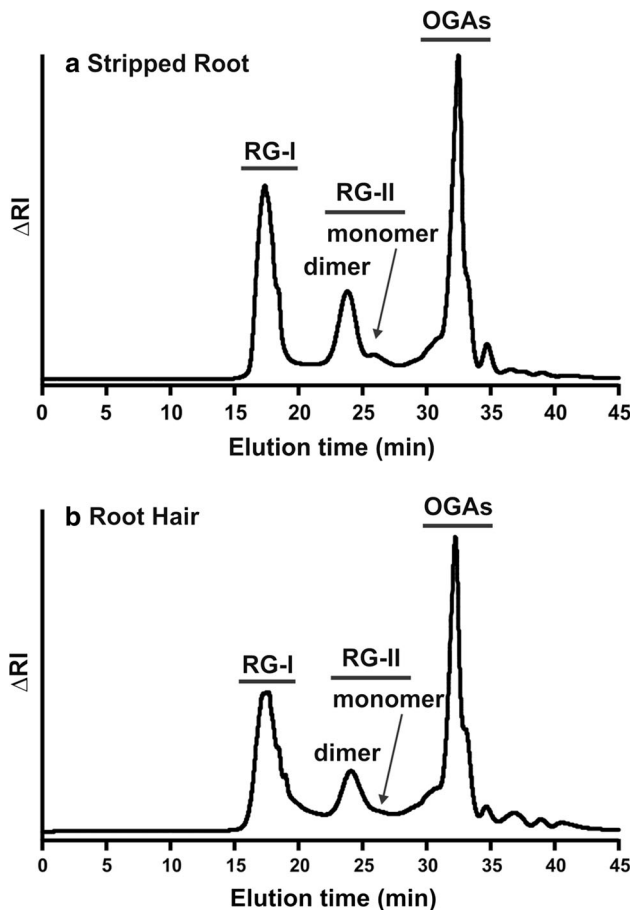 OGAs
a Stripped Root
RG-I
RG-II
monomer
dimer
ΔRI
0 5 10 15 20 25 30 35 40 45
Elution time (min)
OGAs
b Root Hair
RG-I
RG-II
monomer
dimer
ΔRI
0 5 10 15 20 25 30 35 40 45
Elution time (min)